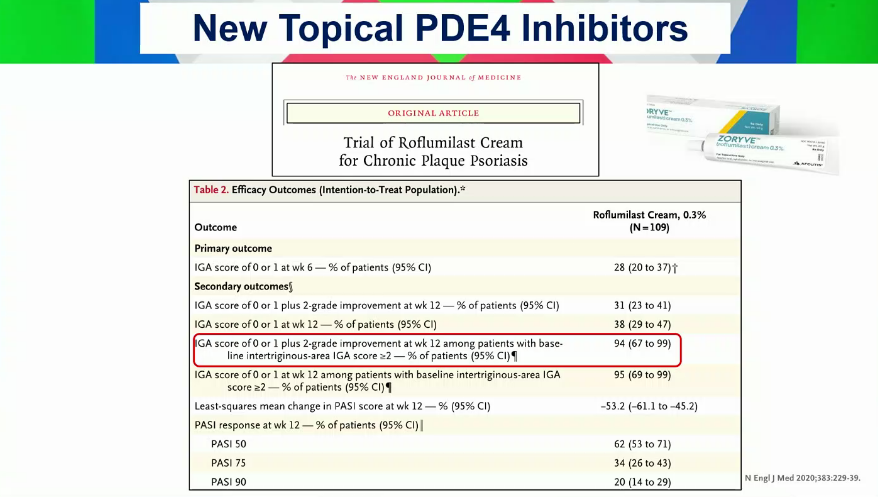 New Topical PDE4 Inhibitors
The NEW ENGLAND JOURNAL of MEDICINE
ORIGINAL ARTICLE
Trial of Roflumilast Cream
for Chronic Plaque Psoriasis
ZORYVE
(roflumilast) cream 0.3%
Table 2. Efficacy Outcomes (Intention-to-Treat Population).*
Outcome
Roflumilast Cream, 0.3%
(N=109)
Primary outcome
IGA score of 0 or 1 at wk 6 — % of patients (95% CI) 28 (20 to 37)†
Secondary outcomes§
IGA score of 0 or 1 plus 2-grade improvement at wk 12 — % of patients (95% CI) 31 (23 to 41)
IGA score of 0 or 1 at wk 12 — % of patients (95% CI) 38 (29 to 47)
IGA score of 0 or 1 plus 2-grade improvement at wk 12 among patients with base- 94 (67 to 99)
line intertriginous-area IGA score ≥2 — % of patients (95% CI)¶
IGA score of 0 or 1 at wk 12 among patients with baseline intertriginous-area IGA 95 (69 to 99)
score ≥2 — % of patients (95% CI)¶
Least-squares mean change in PASI score at wk 12 — % (95% CI) –53.2 (–61.1 to –45.2)
PASI response at wk 12 — % of patients (95% CI)‖
PASI 50 62 (53 to 71)
PASI 75 34 (26 to 43)
PASI 90 20 (14 to 29)
N Engl J Med 2020;383:229-39.